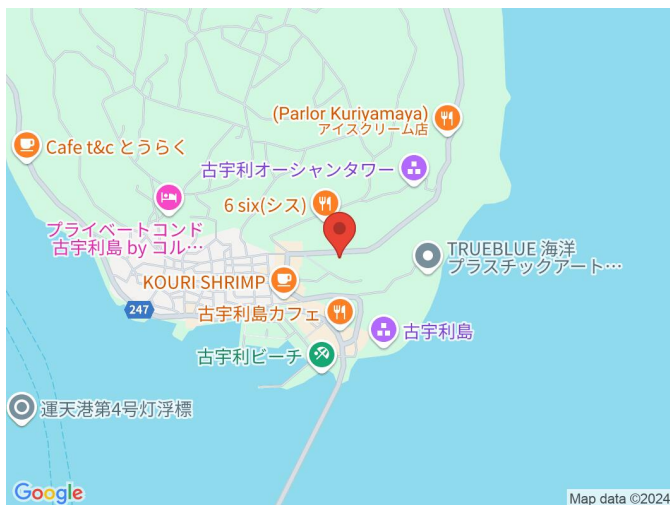 (Parlor Kuriyamaya)
アイスクリーム店
Cafe t&c とうらく
古宇利オーシャンタワー
6 six(シス)
プライベートコンド
古宇利島 by コル…
TRUEBLUE 海洋
プラスチックアート…
KOURI SHRIMP
247
古宇利島カフェ
古宇利島
古宇利ビーチ
運天港第4号灯浮標
Google
Map data ©2024